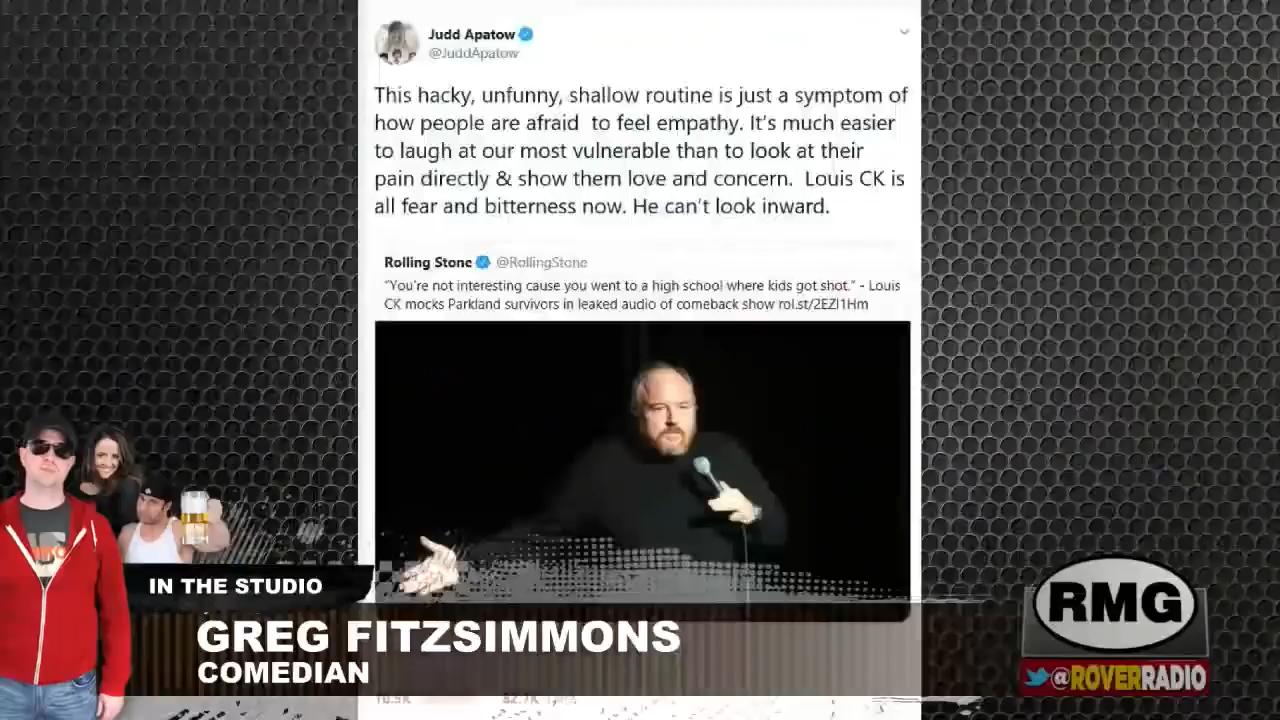 Judd Apatow
@JuddApatow
This hacky, unfunny, shallow routine is just a symptom of
how people are afraid to feel empathy. It's much easier
to laugh at our most vulnerable than to look at their
pain directly & show them love and concern. Louis CK is
all fear and bitterness now. He can't look inward.
Rolling Stone @RollingStone
"You're not interesting cause you went to a high school where kids got shot." - Louis
CK mocks Parkland survivors in leaked audio of comeback show rol.st/2EZl1Hm
IN THE STUDIO
GREG FITZSIMMONS
COMEDIAN
RMG
@ROVERRADIO